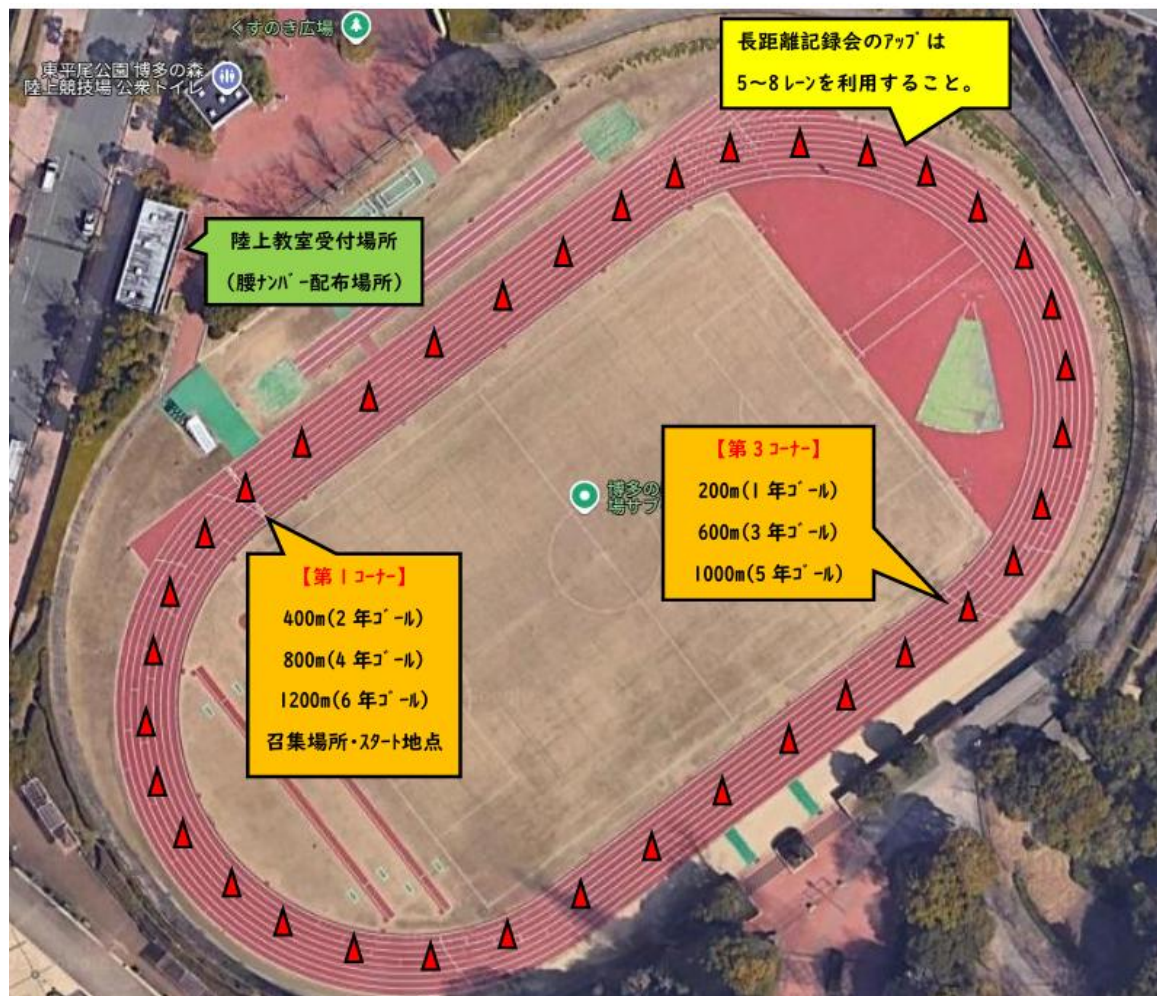 くすのき広場
東平尾公園 博多の森
陸上競技場 公衆トイレ
長距離記録会のｱｯﾌﾟは
5～8ﾚｰﾝを利用すること。
陸上教室受付場所
(腰ﾅﾝﾊﾞｰ配布場所)
【第3ｺｰﾅｰ】
200m(1年ｺﾞｰﾙ)
600m(3年ｺﾞｰﾙ)
1000m(5年ｺﾞｰﾙ)
博多の
場サブ
【第1ｺｰﾅｰ】
400m(2年ｺﾞｰﾙ)
800m(4年ｺﾞｰﾙ)
1200m(6年ｺﾞｰﾙ)
召集場所･ｽﾀｰﾄ地点